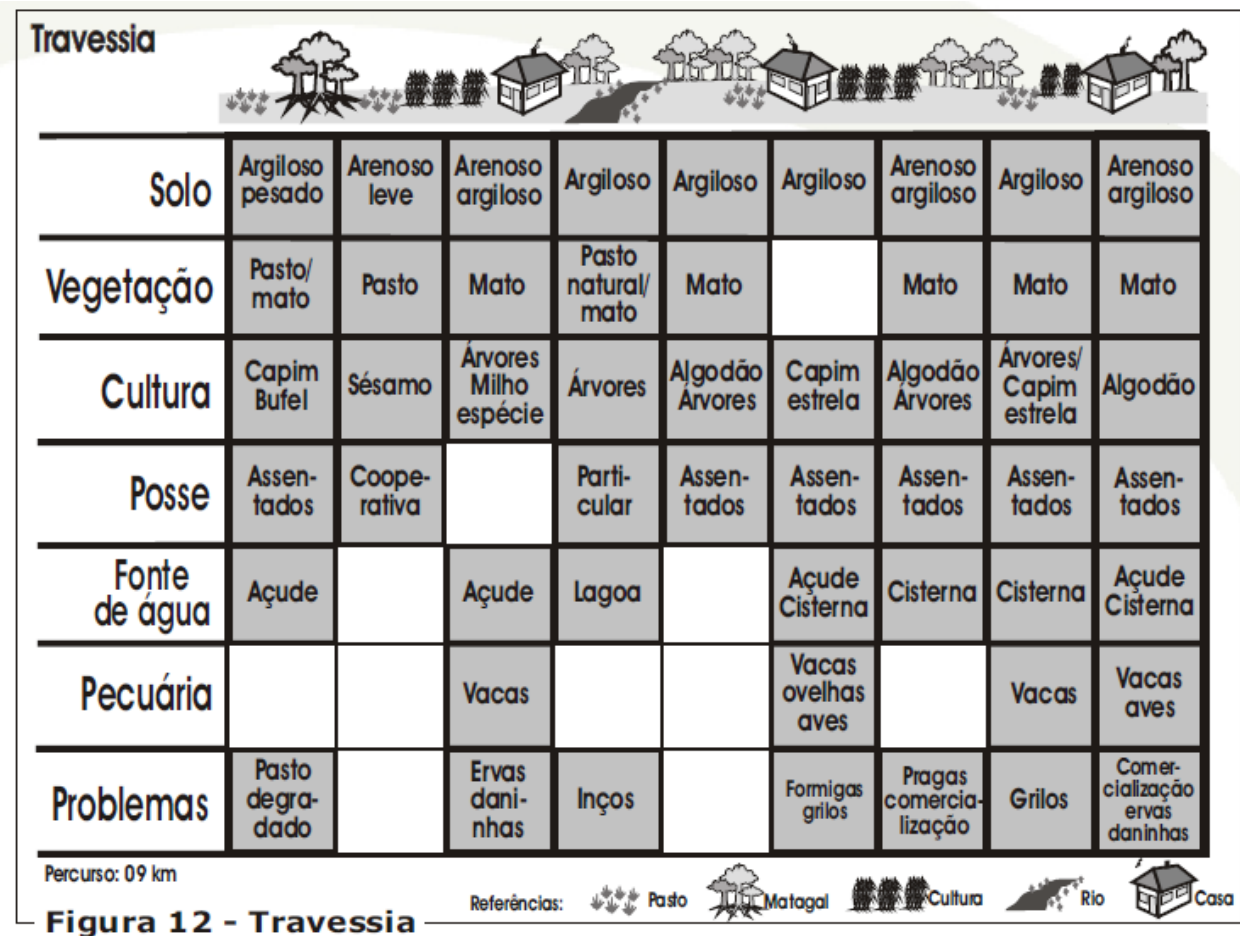 Travessia
Solo
Argiloso
pesado
Arenoso
leve
Arenoso
argiloso
Argiloso
Argiloso
Argiloso
Arenoso
argiloso
Argiloso
Arenoso
argiloso
Vegetação
Pasto/
mato
Pasto
Mato
Pasto
natural/
mato
Mato
Mato
Mato
Mato
Cultura
Capim
Bufel
Sésamo
Árvores
Milho
espécie
Árvores
Algodão
Árvores
Capim
estrela
Algodão
Árvores
Árvores/
Capim
estrela
Algodão
Posse
Assen-
tados
Coope-
rativa
Parti-
cular
Assen-
tados
Assen-
tados
Assen-
tados
Assen-
tados
Assen-
tados
Fonte
de água
Açude
Açude
Lagoa
Açude
Cisterna
Cisterna
Cisterna
Açude
Cisterna
Pecuária
Vacas
Vacas
ovelhas
aves
Vacas
Vacas
aves
Problemas
Pasto
degra-
dado
Ervas
dani-
nhas
Inços
Formigas
grilos
Pragas
comercia-
lização
Grilos
Comer-
cialização
ervas
daninhas
Percurso: 09 km
Referências:
Pasto
Matagal
Cultura
Rio
Casa
Figura 12 - Travessia